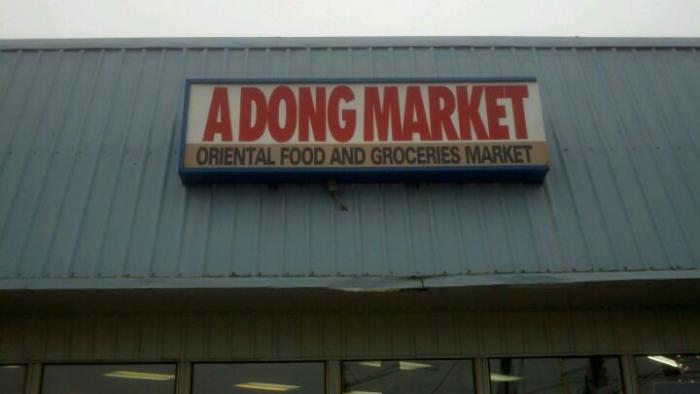 A DONG MARKET
ORIENTAL FOOD AND GROCERIES MARKET